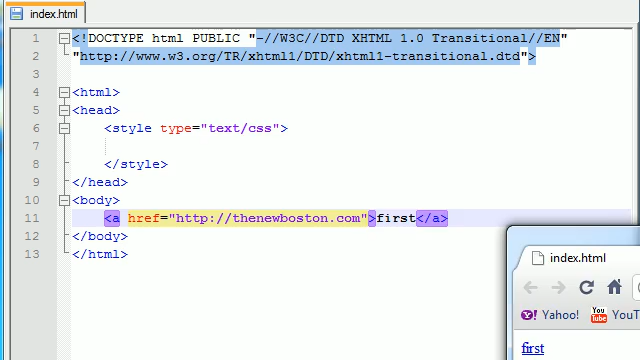 index.html
1 <!DOCTYPE html PUBLIC "-//W3C//DTD XHTML 1.0 Transitional//EN"
2 "http://www.w3.org/TR/xhtml1/DTD/xhtml1-transitional.dtd">
3
4 <html>
5 <head>
6 <style type="text/css">
7
8 </style>
9 </head>
10 <body>
11 <a href="http://thenewboston.com">first</a>
12 </body>
13 </html>
index.html
Yahoo! YouT
first